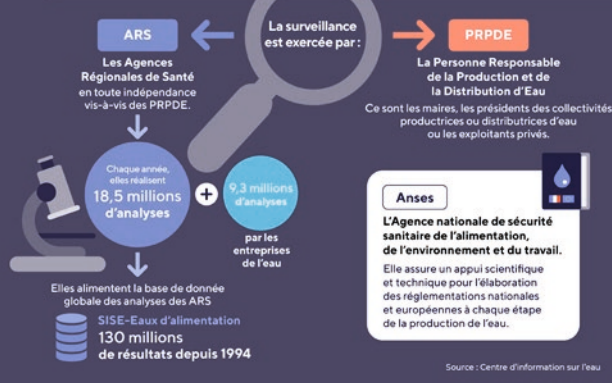 La surveillance
est exercée par :
ARS
Les Agences
Régionales de Santé
en toute indépendance
vis-à-vis des PRPDE.
Chaque année,
elles réalisent
18,5 millions
d'analyses
+
9,3 millions
d'analyses
par les
entreprises
de l'eau
Elles alimentent la base de donnée
globale des analyses des ARS
SISE-Eaux d'alimentation
130 millions
de résultats depuis 1994
PRPDE
La Personne Responsable
de la Production et de
la Distribution d'Eau
Ce sont les maires, les présidents des collectivités
productrices ou distributrices d'eau
ou les exploitants privés.
Anses
L'Agence nationale de sécurité
sanitaire de l'alimentation,
de l'environnement et du travail.
Elle assure un appui scientifique
et technique pour l'élaboration
des réglementations nationales
et européennes à chaque étape
de la production de l'eau.
Source : Centre d'information sur l'eau